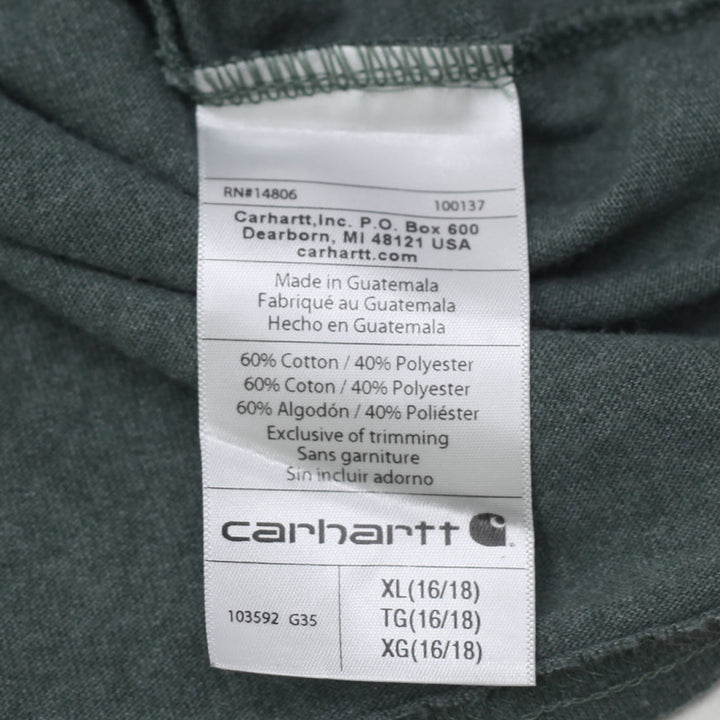 RN#14806
100137
Carhartt,Inc. P.O. Box 600
Dearborn, MI 48121 USA
carhartt.com
Made in Guatemala
Fabriqué au Guatemala
Hecho en Guatemala
60% Cotton / 40% Polyester
60% Coton / 40% Polyester
60% Algodón / 40% Poliéster
Exclusive of trimming
Sans garniture
Sin incluir adorno
carhartt
103592 G35
XL(16/18)
TG(16/18)
XG(16/18)